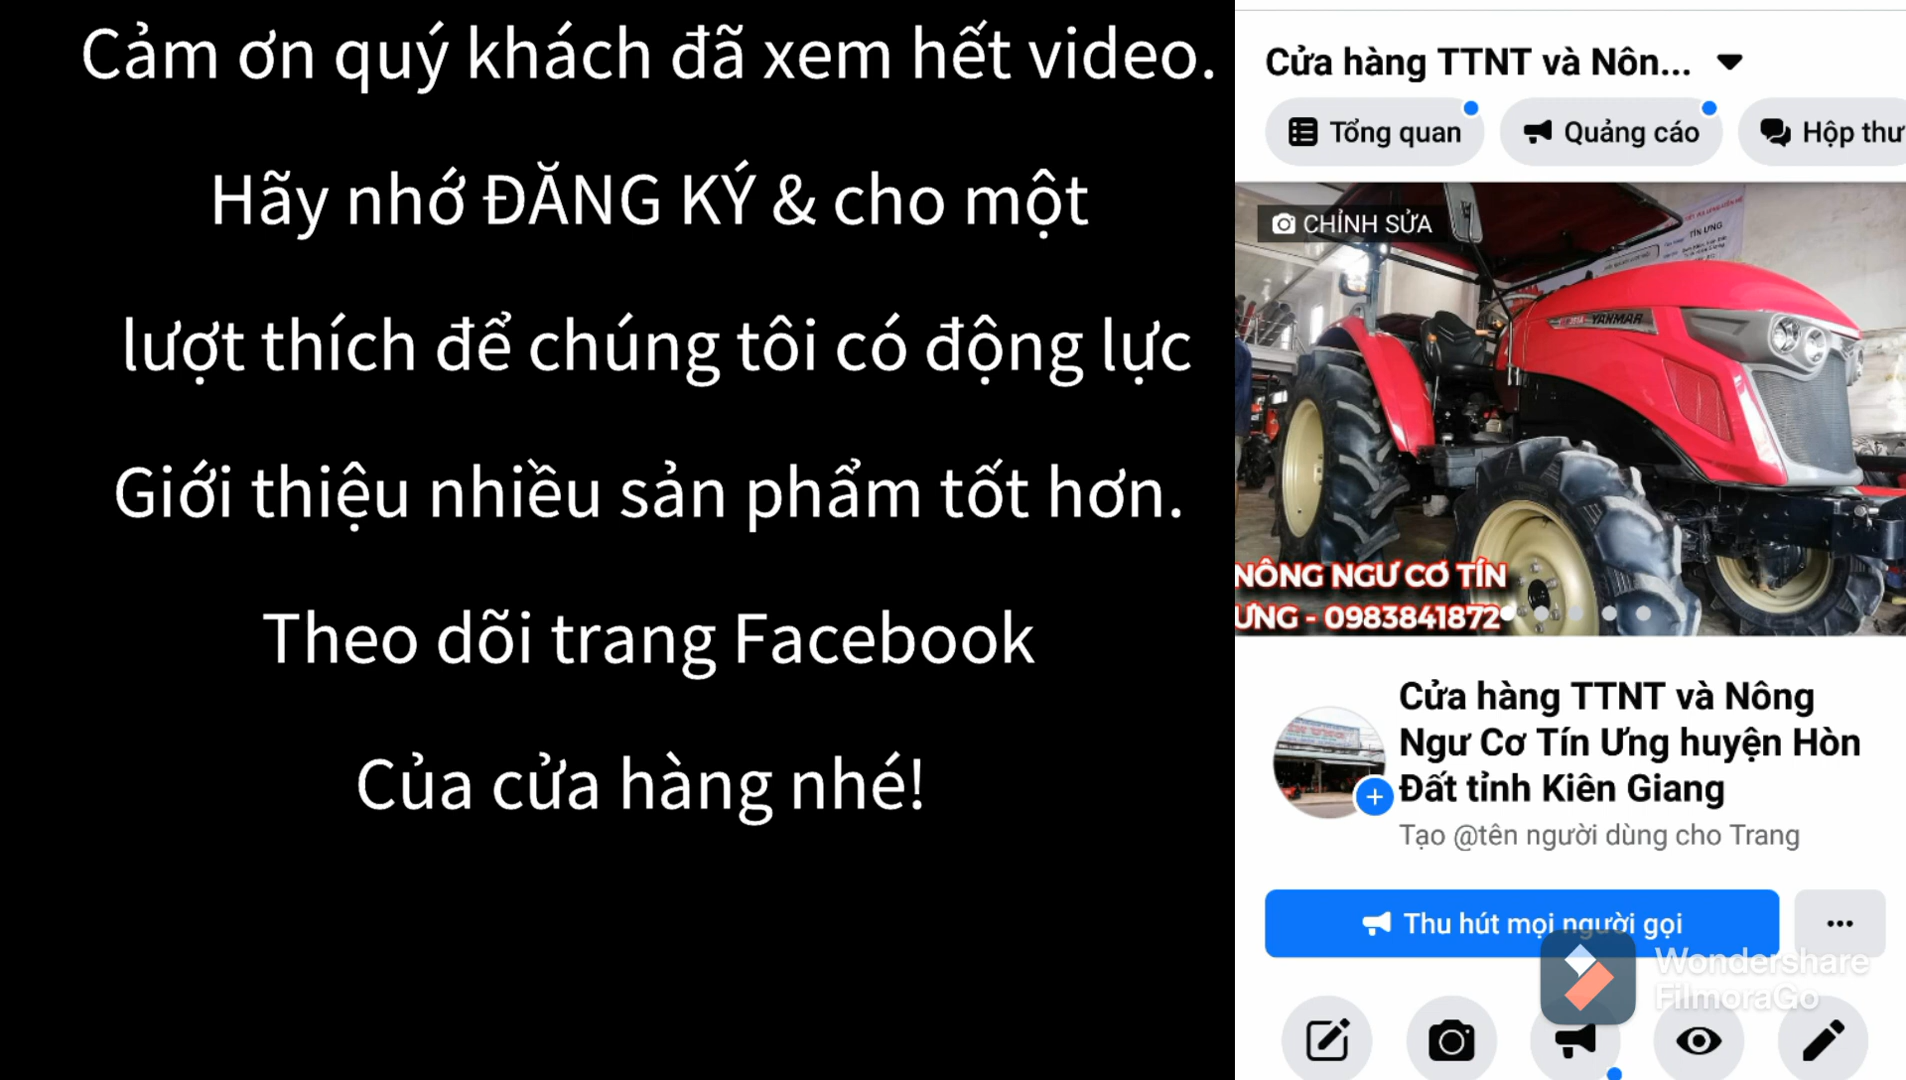 Cảm ơn quý khách đã xem hết video.
Hãy nhớ ĐĂNG KÝ & cho một
lượt thích để chúng tôi có động lực
Giới thiệu nhiều sản phẩm tốt hơn.
Theo dõi trang Facebook
Của cửa hàng nhé!
Cửa hàng TTNT và Nôn...
Tổng quan
Quảng cáo
Hộp thư
CHỈNH SỬA
TÍN ƯNG
YANMAR
NÔNG NGƯ CƠ TÍN
ƯNG - 0983841872
Cửa hàng TTNT và Nông
Ngư Cơ Tín Ưng huyện Hòn
Đất tỉnh Kiên Giang
Tạo @tên người dùng cho Trang
Thu hút mọi người gọi
Wondershare
FilmoraGo